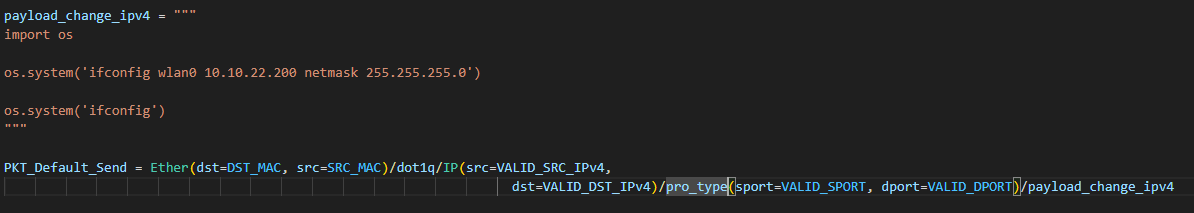 payload_change_ipv4 = """
import os
os.system('ifconfig wlan0 10.10.22.200 netmask 255.255.255.0')
os.system('ifconfig')
"""
PKT_Default_Send = Ether(dst=DST_MAC, src=SRC_MAC)/dot1q/IP(src=VALID_SRC_IPv4,
dst=VALID_DST_IPv4)/pro_type(sport=VALID_SPORT, dport=VALID_DPORT)/payload_change_ipv4